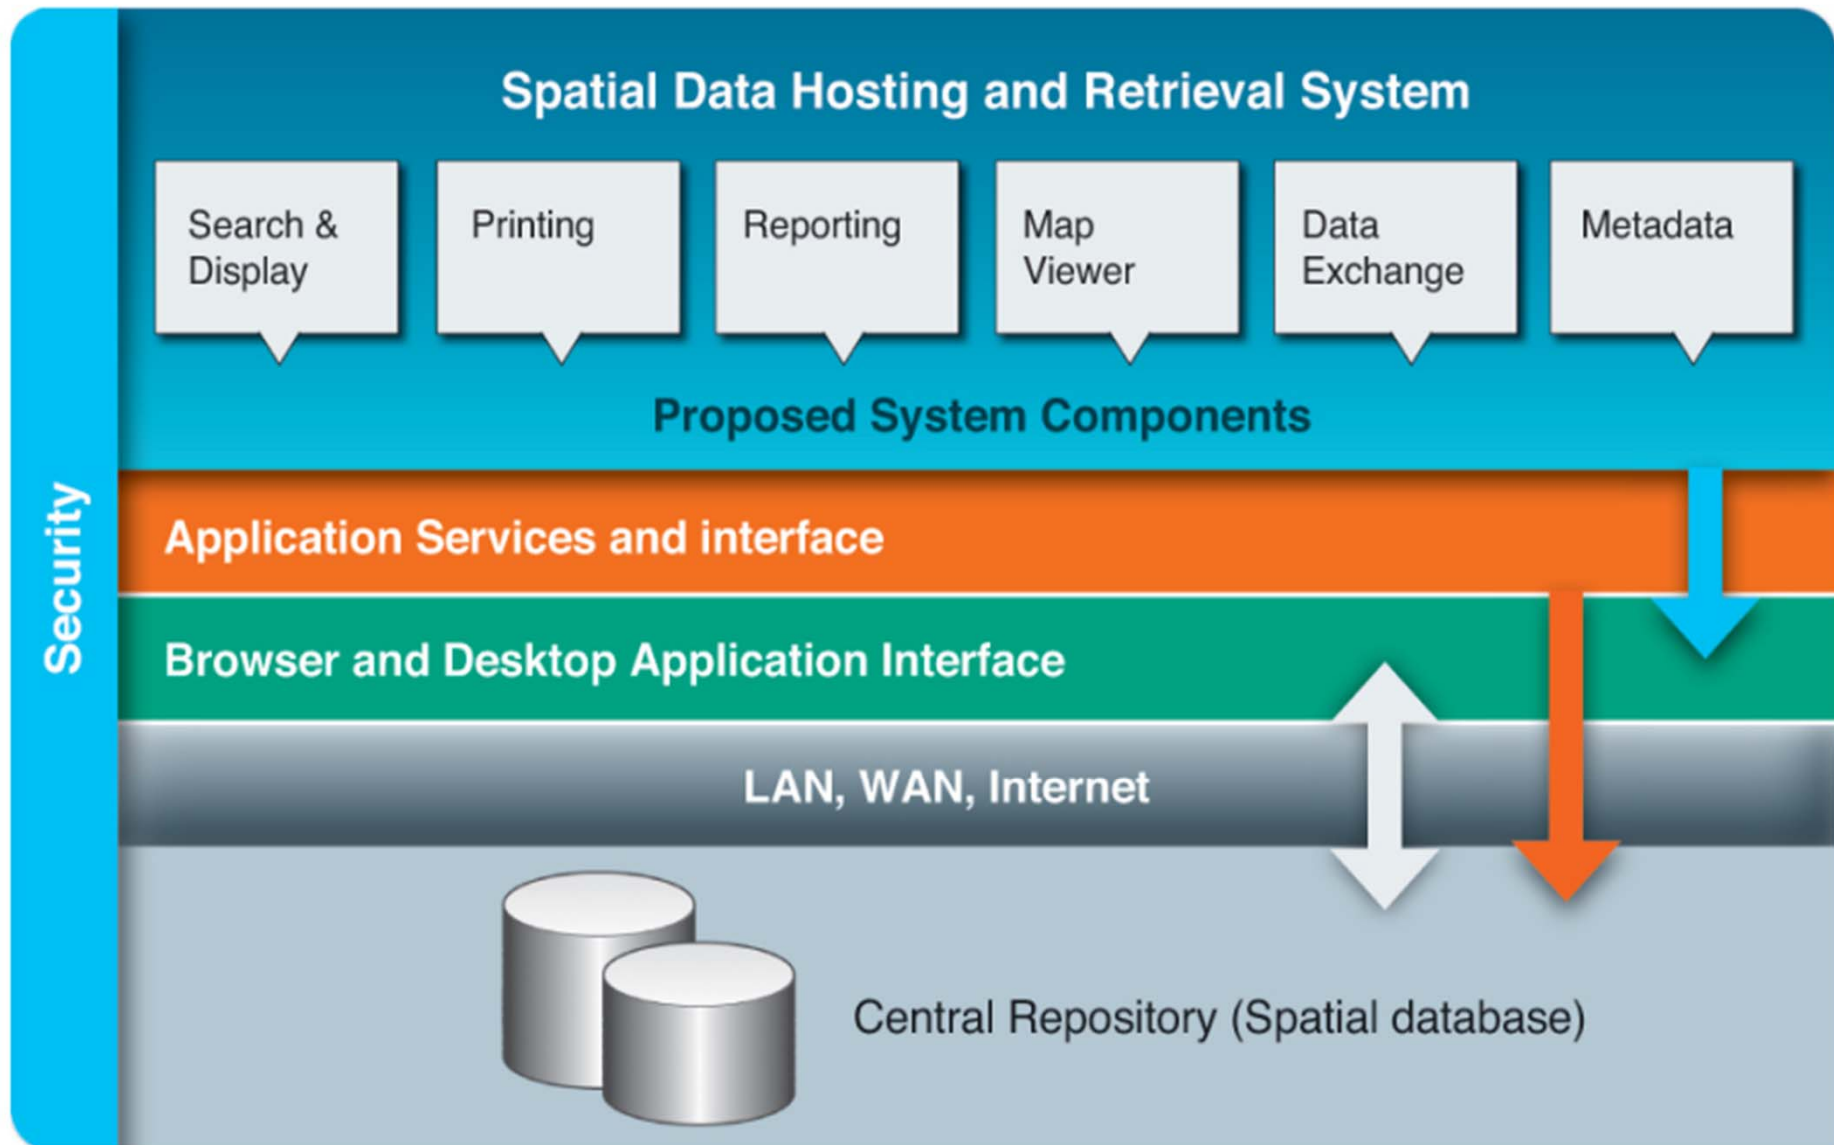 Spatial Data Hosting and Retrieval System
Search &
Display
Printing
Reporting
Map
Viewer
Data
Exchange
Metadata
Proposed System Components
Security
Application Services and interface
Browser and Desktop Application Interface
LAN, WAN, Internet
Central Repository (Spatial database)